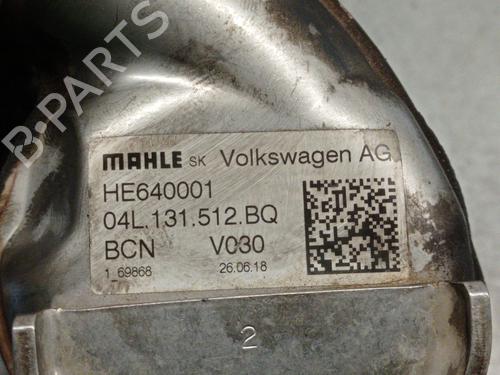 B-PARTS
MAHLE SK Volkswagen AG
HE640001
04L.131.512.BQ
BCN V030
1 69868 26.06.18
2